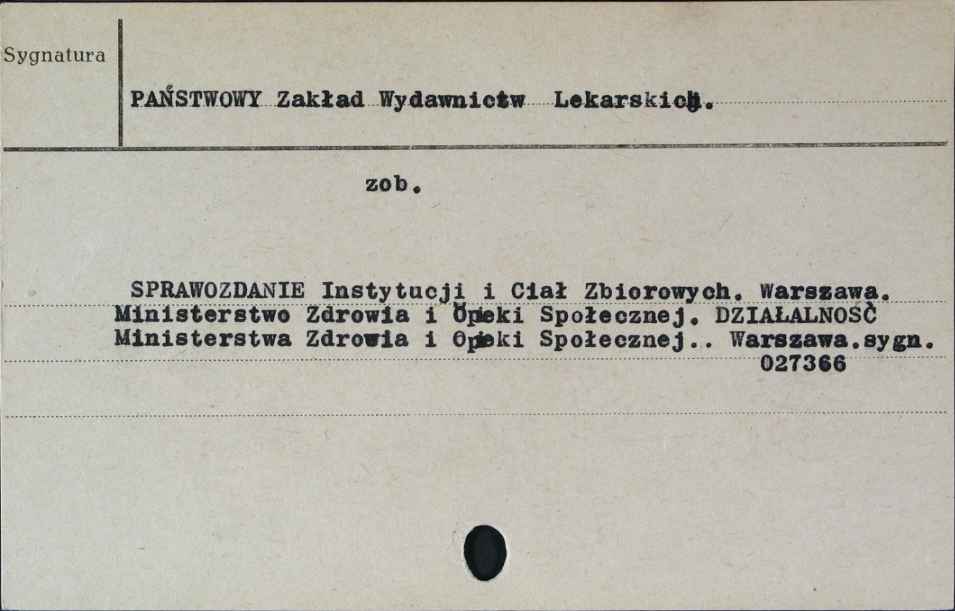 Sygnatura
PAŃSTWOWY Zakład Wydawnictw Lekarskich.
zob.
SPRAWOZDANIE Instytucji i Ciał Zbiorowych. Warszawa.
Ministerstwo Zdrowia i Opieki Społecznej. DZIAŁALNOŚĆ
Ministerstwa Zdrowia i Opieki Społecznej.. Warszawa.sygn.
027366